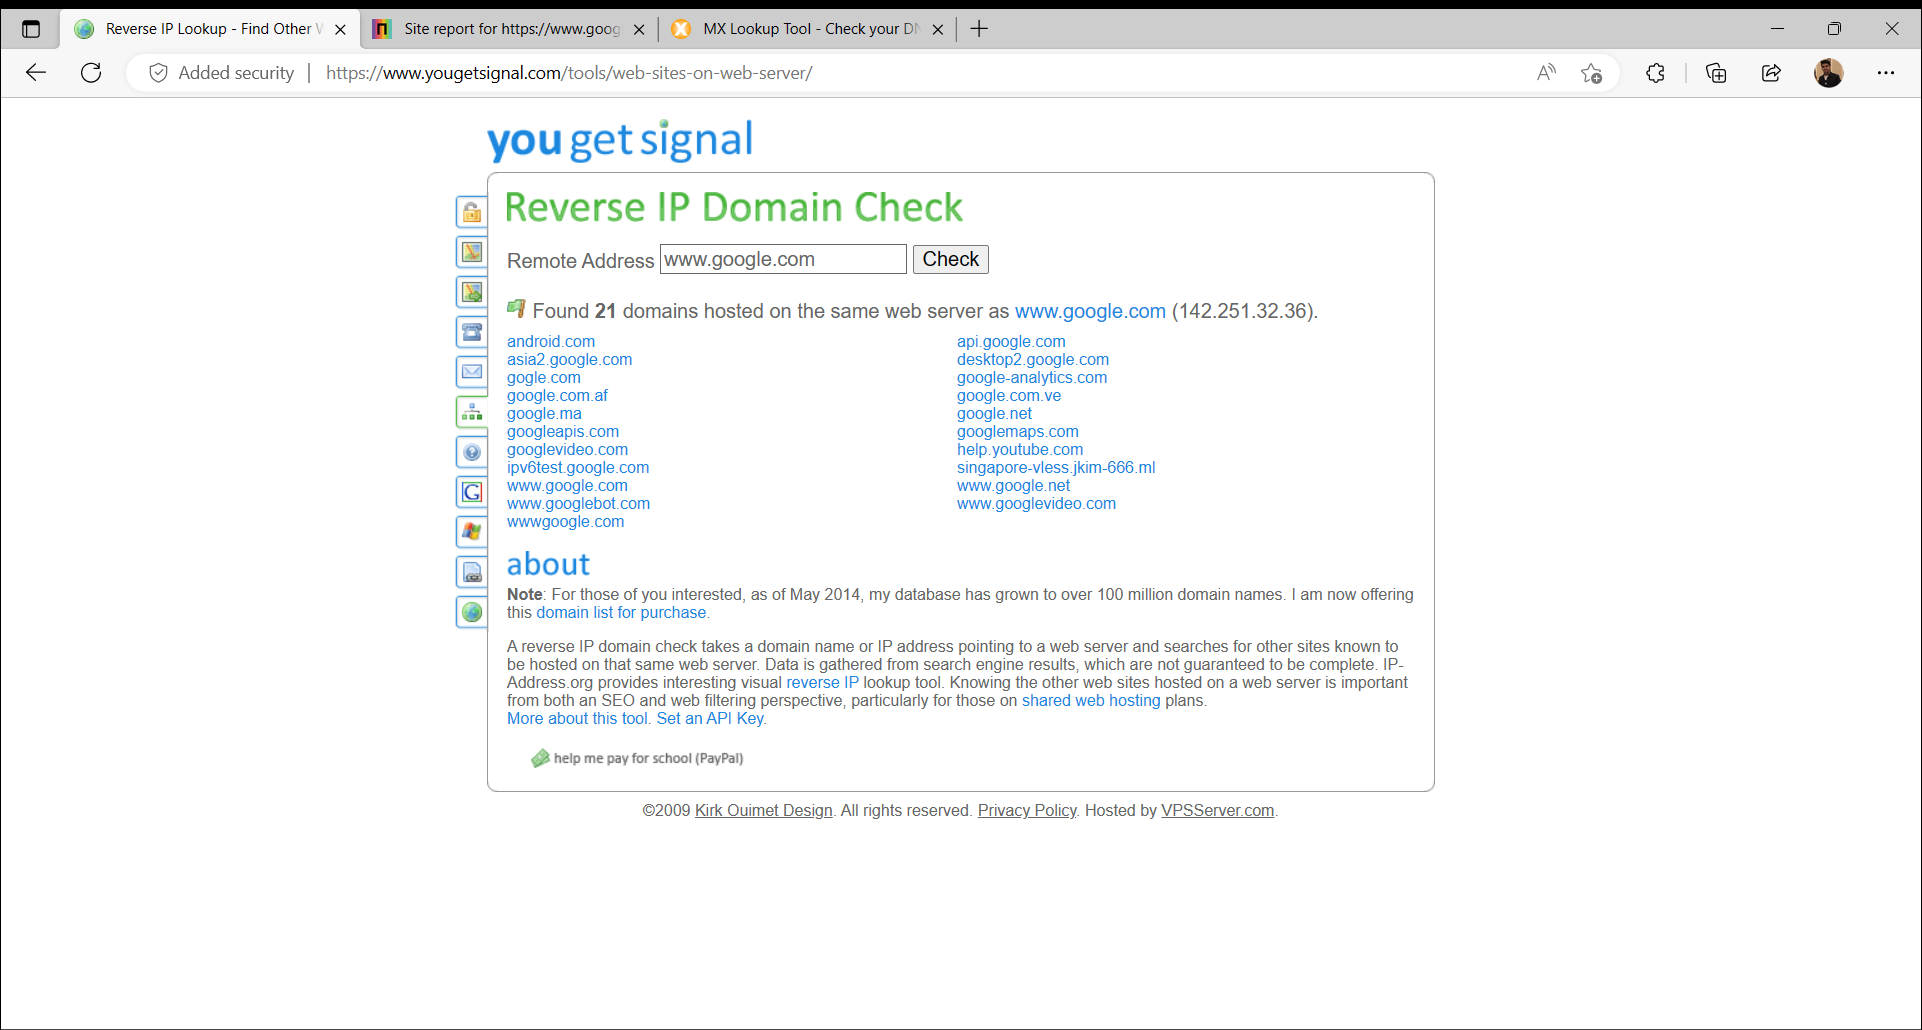 Reverse IP Lookup - Find Other
Site report for https://www.goog
MX Lookup Tool - Check your DN
Added security | https://www.yougetsignal.com/tools/web-sites-on-web-server/
you get signal
Reverse IP Domain Check
Remote Address www.google.com Check
Found 21 domains hosted on the same web server as www.google.com (142.251.32.36).
android.com api.google.com
asia2.google.com desktop2.google.com
gogle.com google-analytics.com
google.com.af google.com.ve
google.ma google.net
googleapis.com googlemaps.com
googlevideo.com help.youtube.com
ipv6test.google.com singapore-vless.jkim-666.ml
www.google.com www.google.net
www.googlebot.com www.googlevideo.com
wwwgoogle.com
about
Note: For those of you interested, as of May 2014, my database has grown to over 100 million domain names. I am now offering
this domain list for purchase.
A reverse IP domain check takes a domain name or IP address pointing to a web server and searches for other sites known to
be hosted on that same web server. Data is gathered from search engine results, which are not guaranteed to be complete. IP-
Address.org provides interesting visual reverse IP lookup tool. Knowing the other web sites hosted on a web server is important
from both an SEO and web filtering perspective, particularly for those on shared web hosting plans.
More about this tool. Set an API Key.
help me pay for school (PayPal)
©2009 Kirk Ouimet Design. All rights reserved. Privacy Policy. Hosted by VPSServer.com.